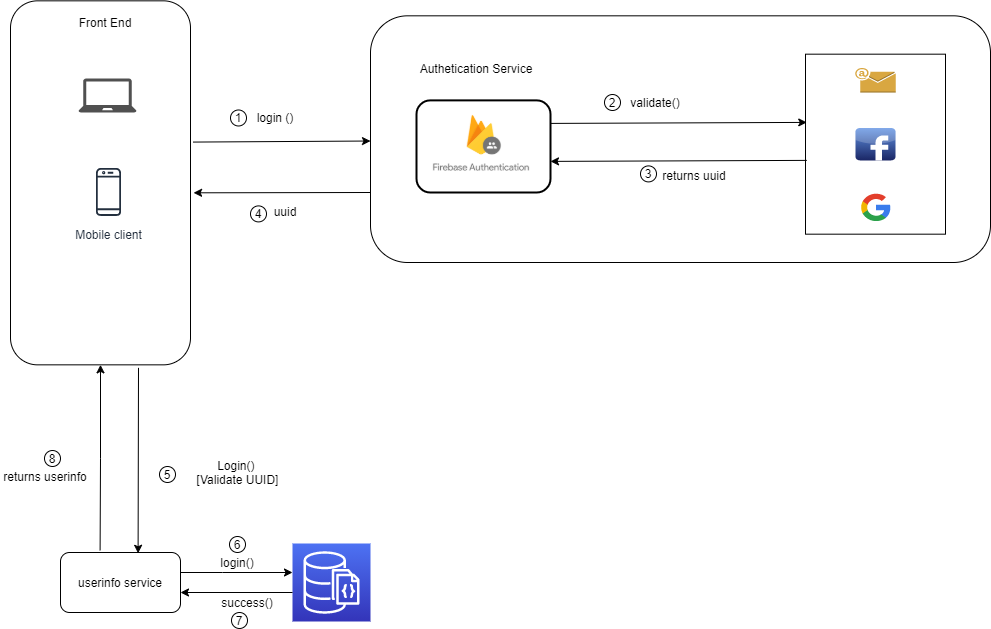 Front End
Mobile client
1 login ()
4 uuid
Authetication Service
Firebase Authentication
2 validate()
3 returns uuid
@
f
G
8
returns userinfo
5
Login()
[Validate UUID]
userinfo service
6
login()
success()
7
{}